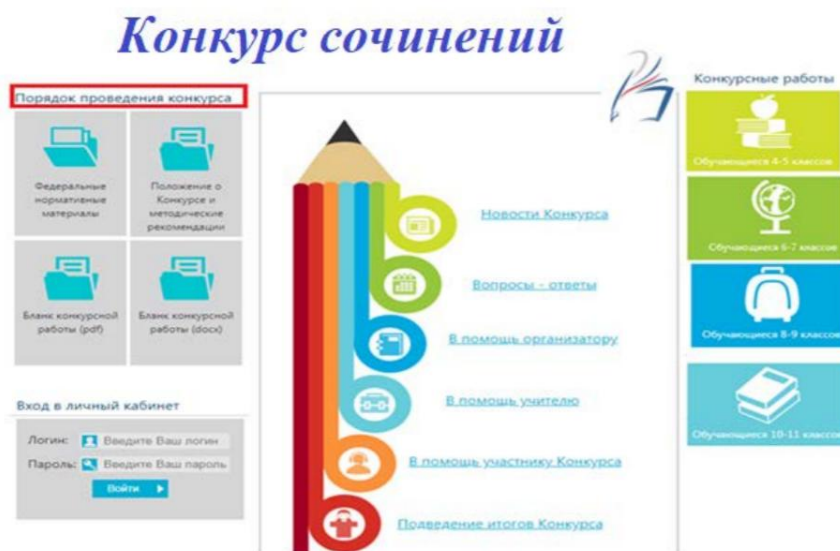 Конкурс сочинений
Порядок проведения конкурса
Федеральные
нормативные
материалы
Положение о
Конкурсе и
методические
рекомендации
Бланк конкурсной
работы (pdf)
Бланк конкурсной
работы (docx)
Вход в личный кабинет
Логин: Введите Ваш логин
Пароль: Введите Ваш пароль
Войти
Новости Конкурса
Вопросы - ответы
В помощь организатору
В помощь учителю
В помощь участнику Конкурса
Подведение итогов Конкурса
Конкурсные работы
Обучающиеся 4-5 классов
Обучающиеся 6-7 классов
Обучающиеся 8-9 классов
Обучающиеся 10-11 классов